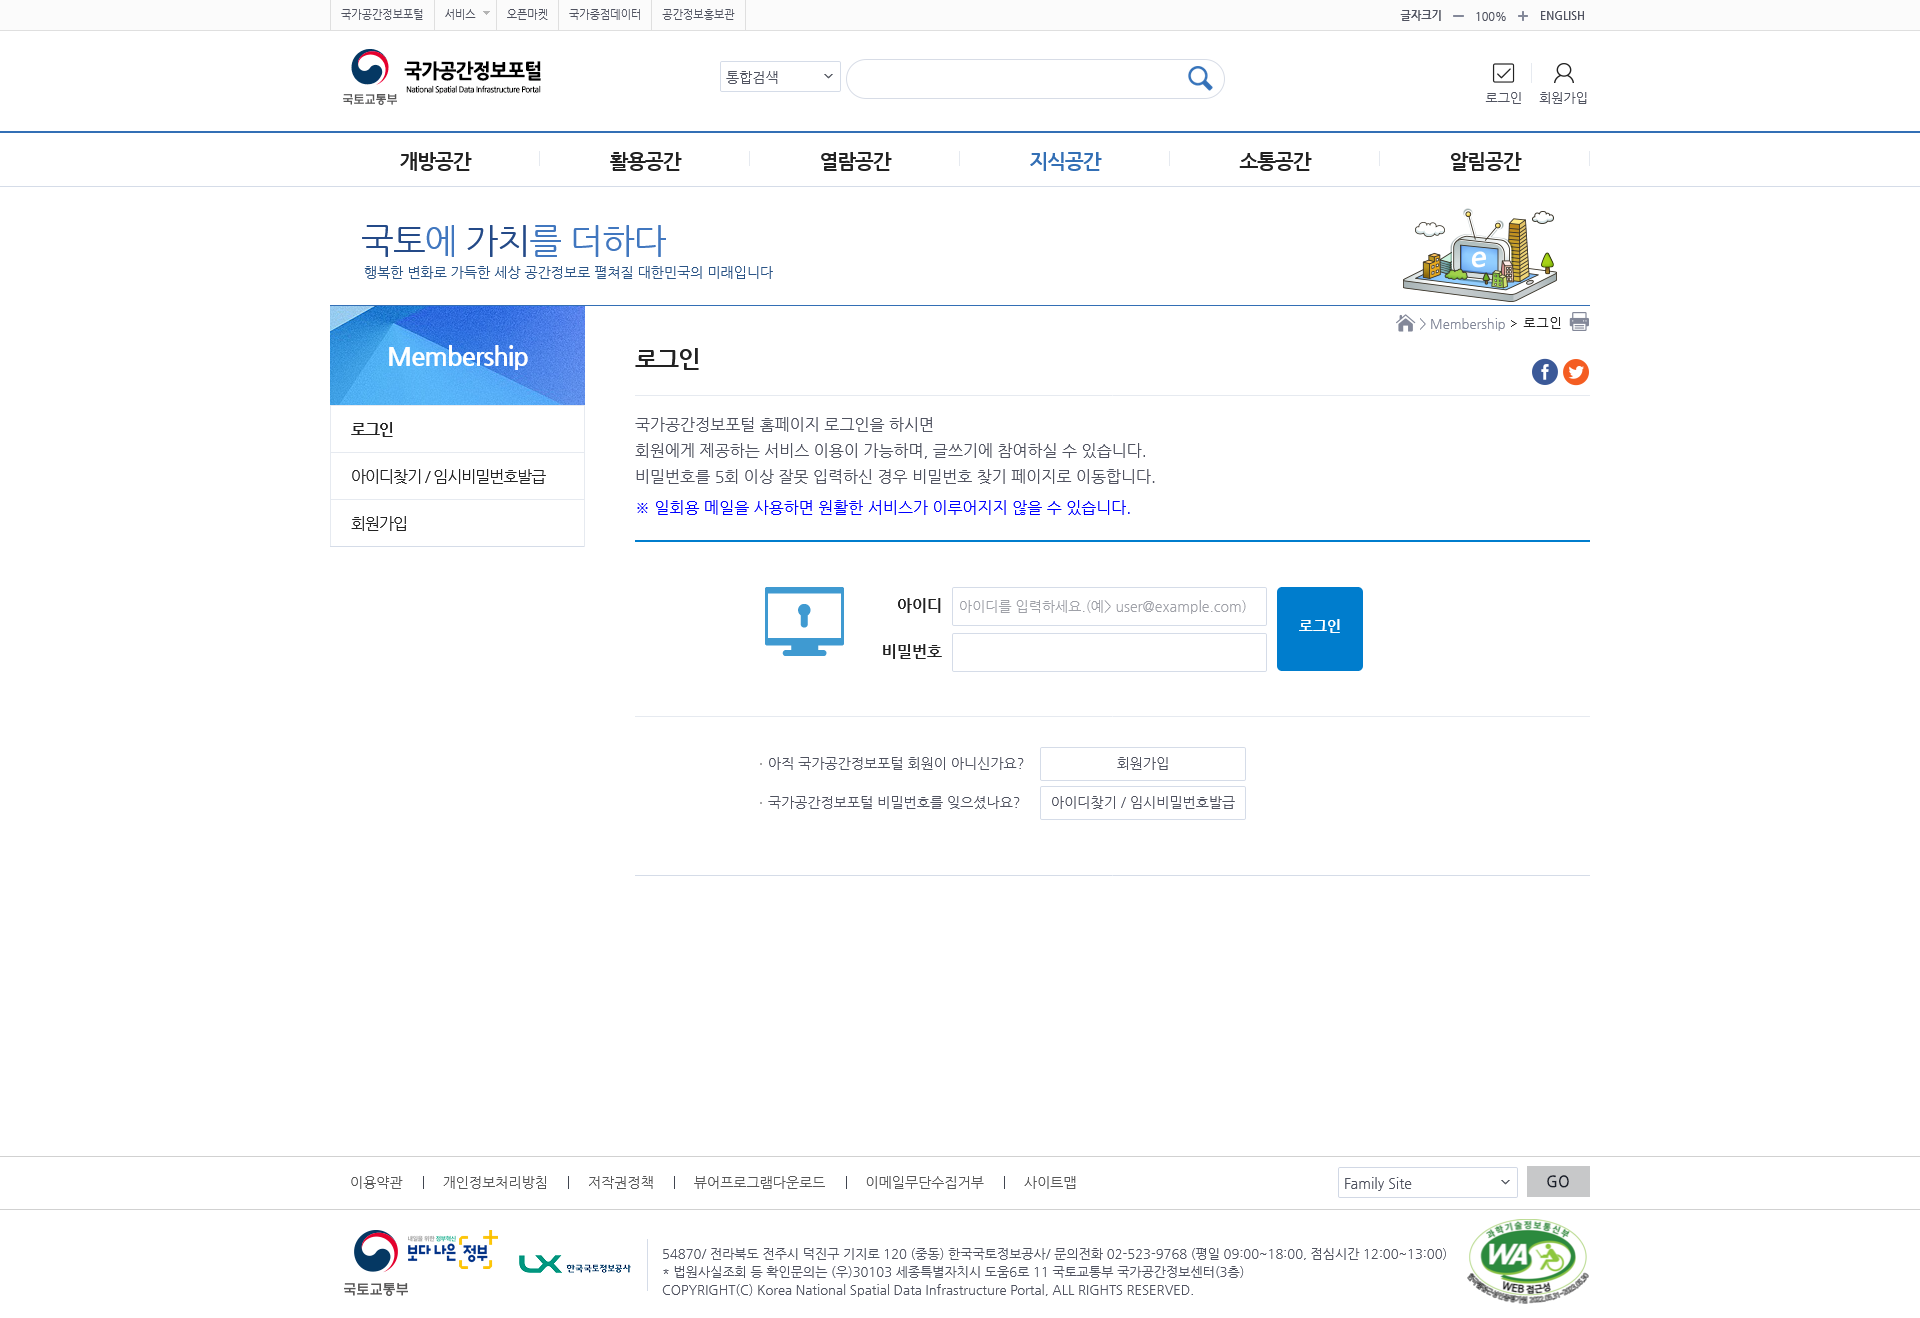 국가공간정보포털 서비스 오픈마켓 국가중점데이터 공간정보홍보관 글자크기 100% ENGLISH
국토교통부 국가공간정보포털
National Spatial Data Infrastructure Portal
통합검색
로그인 회원가입
개방공간 활용공간 열람공간 지식공간 소통공간 알림공간
국토에 가치를 더하다
행복한 변화로 가득한 세상 공간정보로 펼쳐질 대한민국의 미래입니다
e
> Membership > 로그인
Membership
로그인
아이디찾기 / 임시비밀번호발급
회원가입
로그인
국가공간정보포털 홈페이지 로그인을 하시면
회원에게 제공하는 서비스 이용이 가능하며, 글쓰기에 참여하실 수 있습니다.
비밀번호를 5회 이상 잘못 입력하신 경우 비밀번호 찾기 페이지로 이동합니다.
※ 일회용 메일을 사용하면 원활한 서비스가 이루어지지 않을 수 있습니다.
아이디 아이디를 입력하세요.(예> user@example.com)
비밀번호
로그인
· 아직 국가공간정보포털 회원이 아니신가요? 회원가입
· 국가공간정보포털 비밀번호를 잊으셨나요? 아이디찾기 / 임시비밀번호발급
이용약관 | 개인정보처리방침 | 저작권정책 | 뷰어프로그램다운로드 | 이메일무단수집거부 | 사이트맵
Family Site GO
국토교통부
내일을 위한 정부혁신
보다 나은 정부
LX 한국국토정보공사
54870/ 전라북도 전주시 덕진구 기지로 120 (중동) 한국국토정보공사/ 문의전화 02-523-9768 (평일 09:00~18:00, 점심시간 12:00~13:00)
* 법원사실조회 등 확인문의는 (우)30103 세종특별자치시 도움6로 11 국토교통부 국가공간정보센터(3층)
COPYRIGHT(C) Korea National Spatial Data Infrastructure Portal, ALL RIGHTS RESERVED.
과학기술정보통신부
WA
WEB 접근성